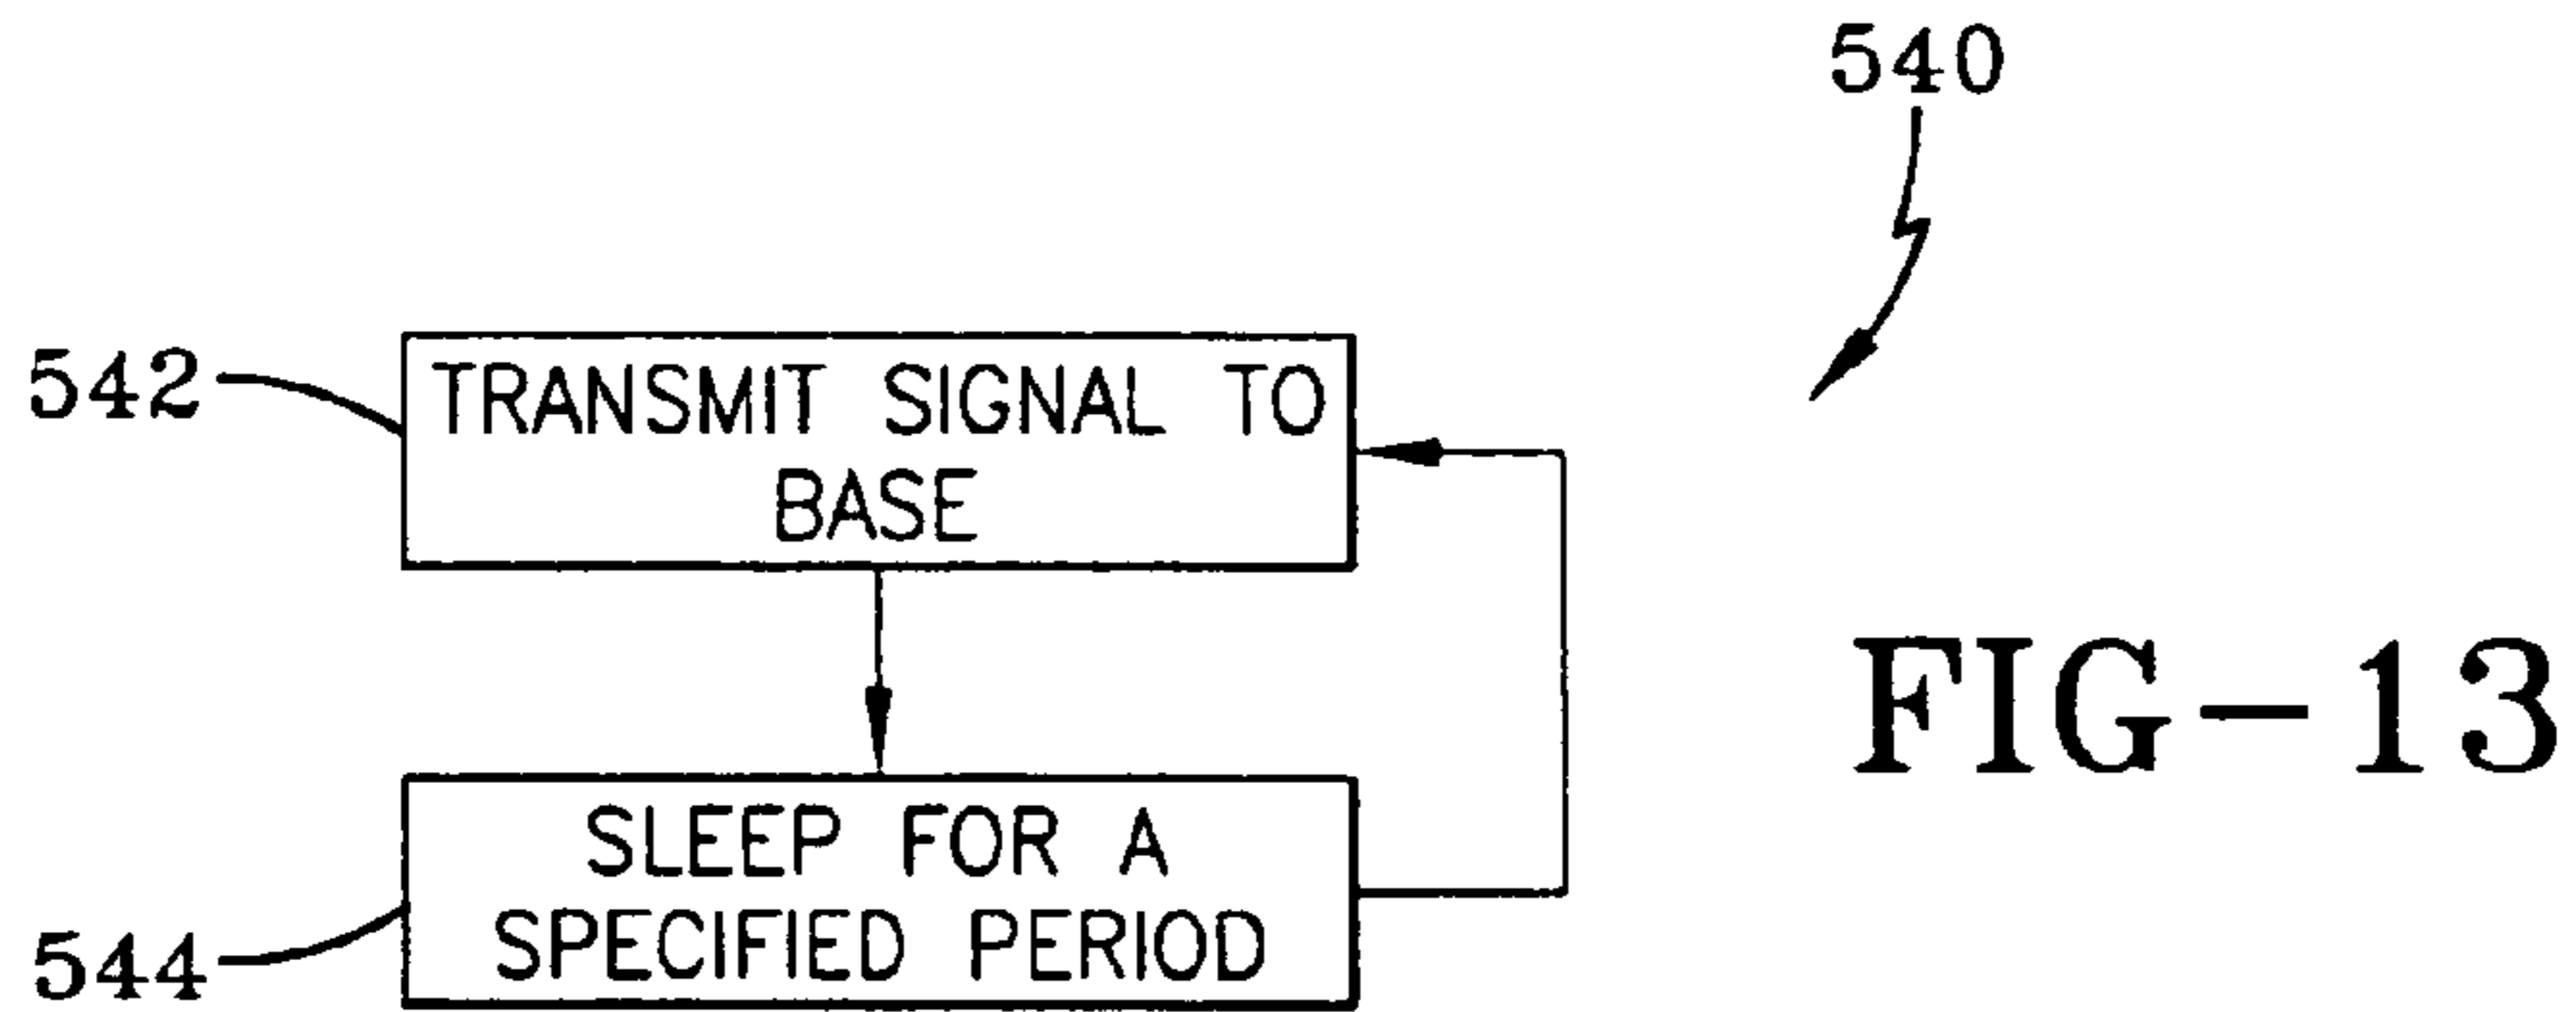 540
542
TRANSMIT SIGNAL TO
BASE
FIG-13
SLEEP FOR A
SPECIFIED PERIOD
544